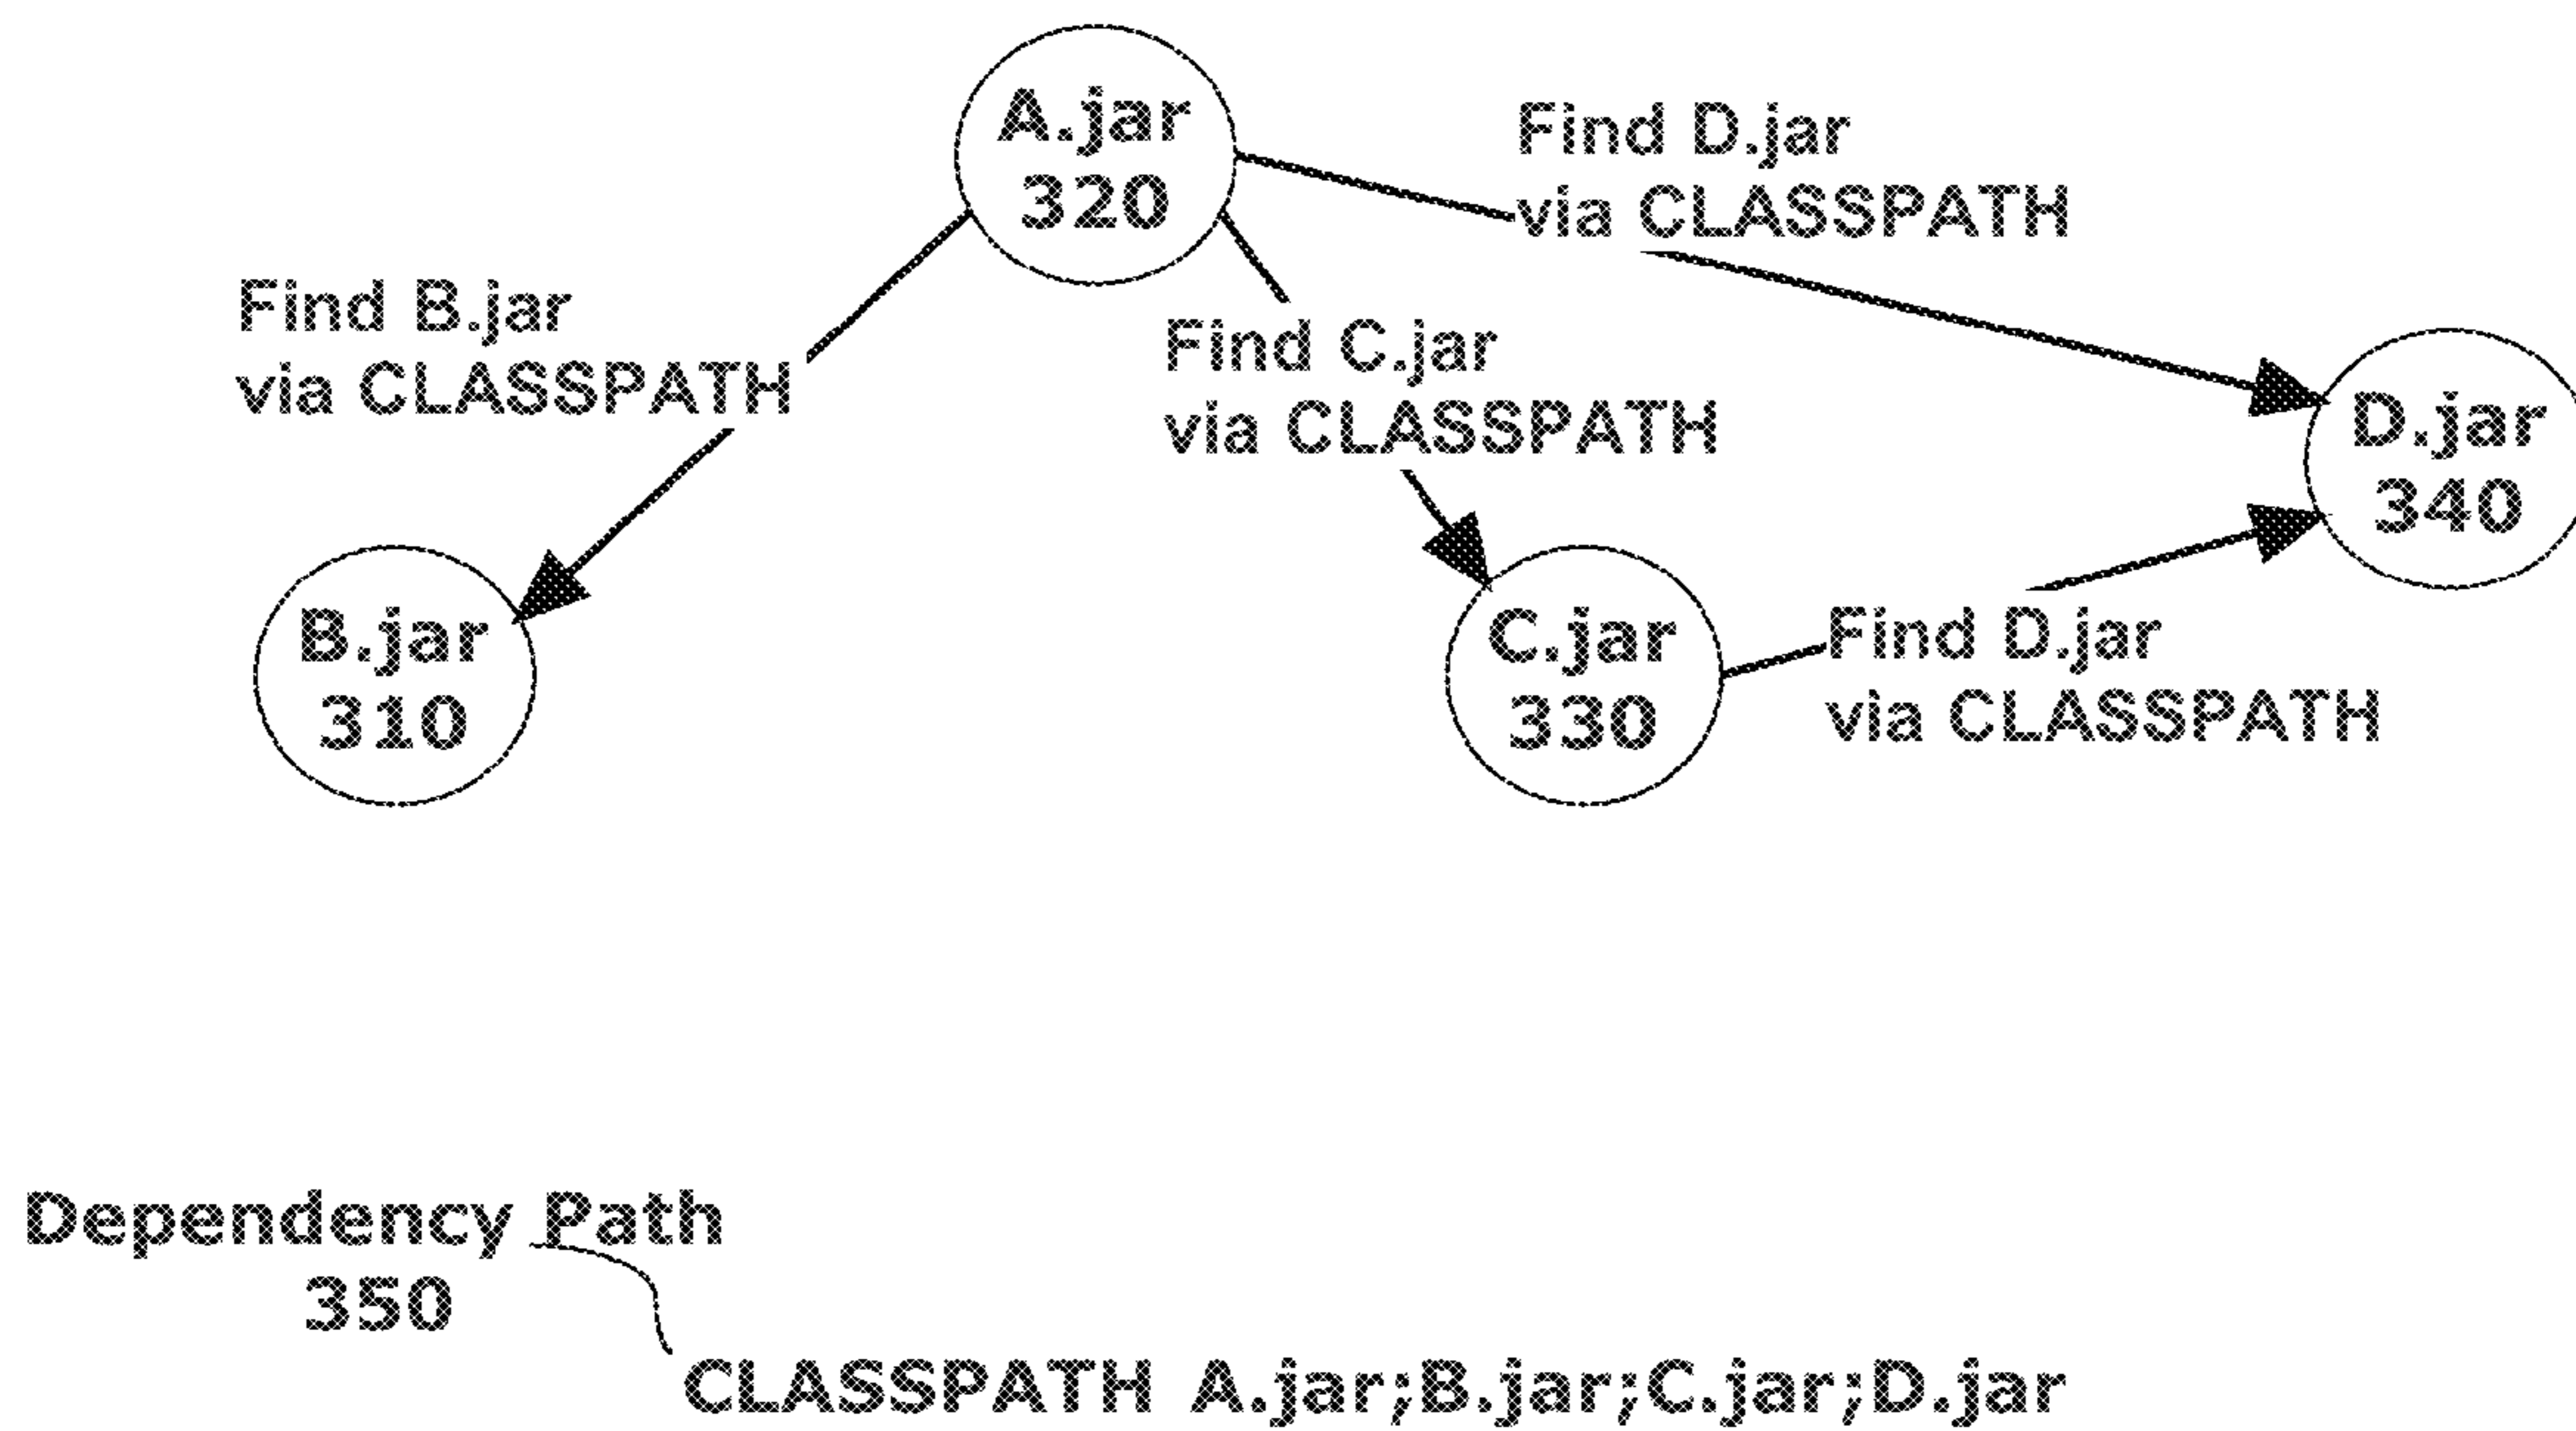 A.jar
320
Find D.jar
via CLASSPATH
Find B.jar
via CLASSPATH
Find C.jar
via CLASSPATH
D.jar
340
B.jar
310
C.jar
330
Find D.jar
via CLASSPATH
Dependency Path
350
CLASSPATH A.jar;B.jar;C.jar;D.jar